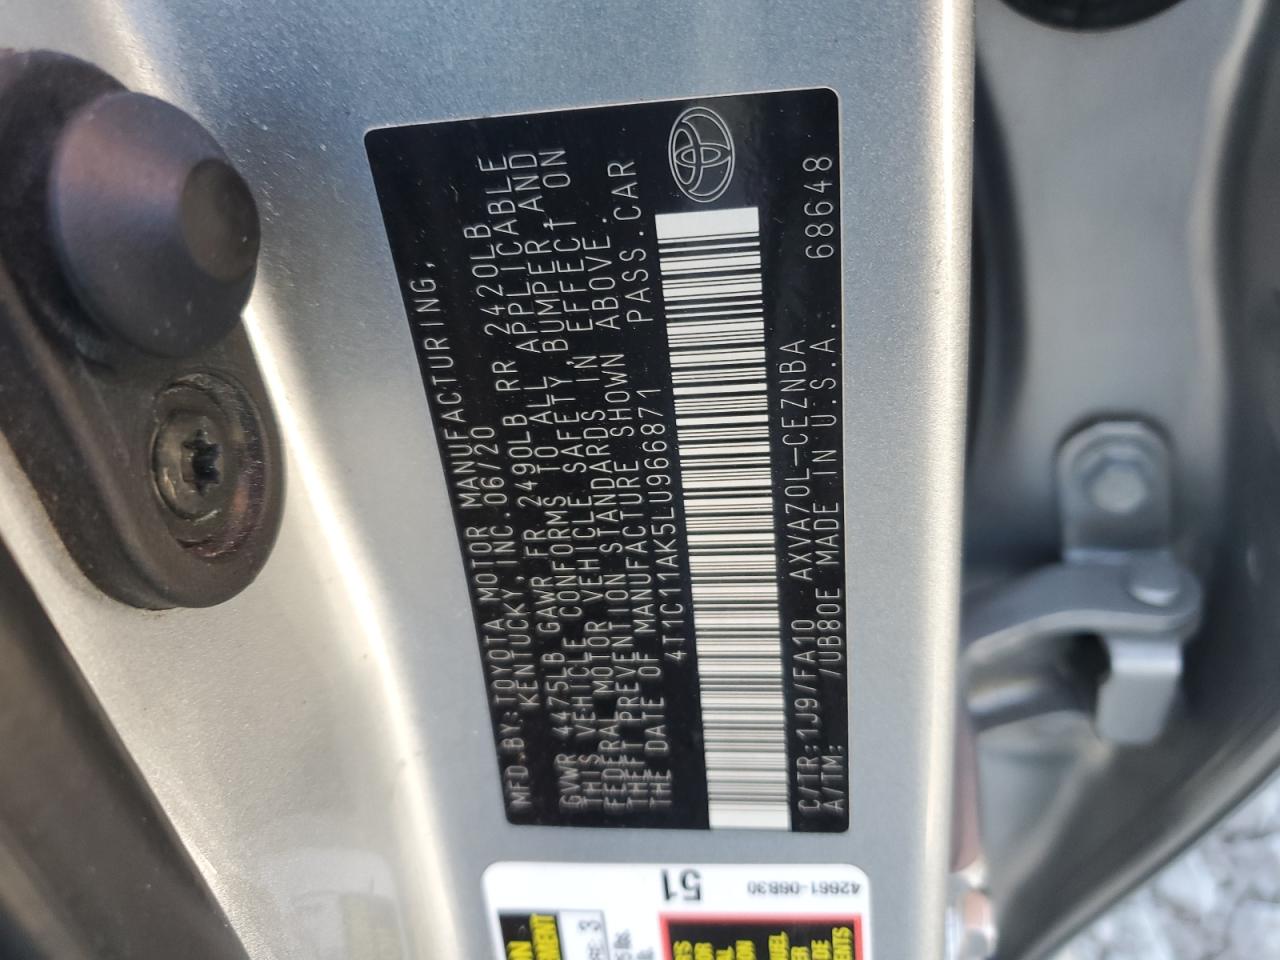 MFD.BY:TOYOTA MOTOR MANUFACTURING,
KENTUCKY,INC.06/20
GVWR 4475LB GAWR FR 2490LB RR 2420LB
THIS VEHICLE CONFORMS TO ALL APPLICABLE
FEDERAL MOTOR VEHICLE SAFETY,BUMPER,AND
THEFT PREVENTION STANDARDS IN EFFECT ON
THE DATE OF MANUFACTURE SHOWN ABOVE.
4T1C11AK5LU966871 PASS.CAR
C/TR:1J9/FA10 AXVA70L-CEZNBA
A/TM: /UB80E MADE IN U.S.A. 68648
51
42661-06B30
3